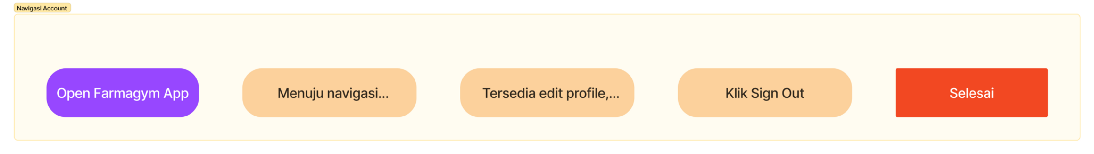 Navigasi Account
Open Farmagym App
Menuju navigasi...
Tersedia edit profile,...
Klik Sign Out
Selesai